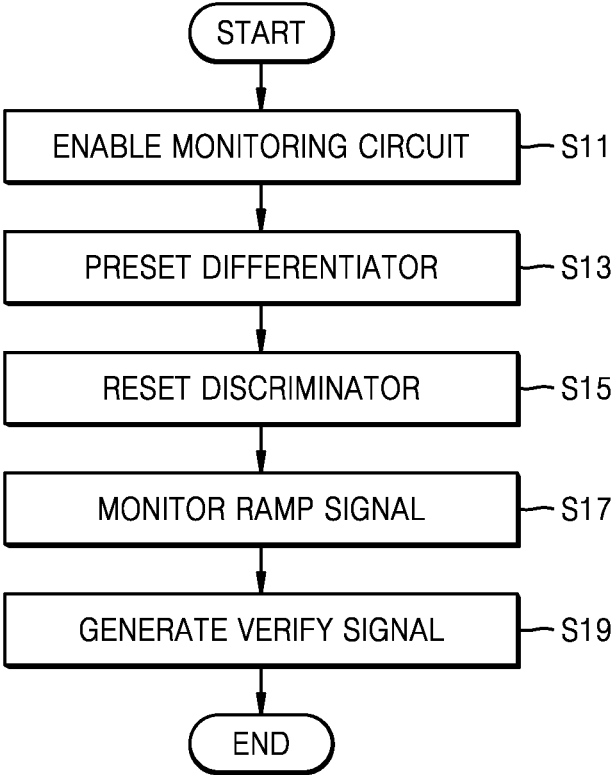 START
ENABLE MONITORING CIRCUIT S11
PRESET DIFFERENTIATOR S13
RESET DISCRIMINATOR S15
MONITOR RAMP SIGNAL S17
GENERATE VERIFY SIGNAL S19
END